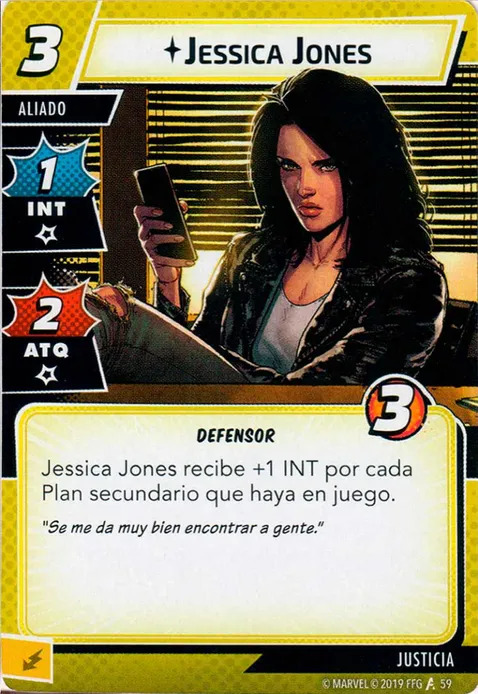 3
JESSICA JONES
ALIADO
1
INT
2
ATQ
3
DEFENSOR
Jessica Jones recibe +1 INT por cada
Plan secundario que haya en juego.
"Se me da muy bien encontrar a gente."
JUSTICIA
© MARVEL © 2019 FFG 59